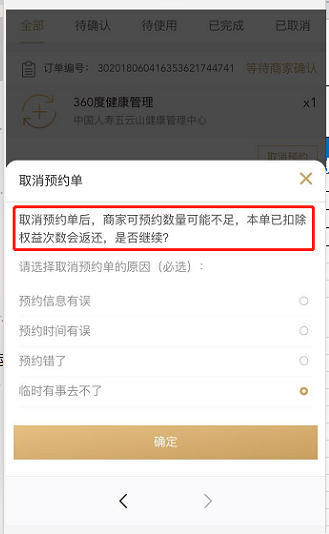 全部 待确认 待使用 已完成 已取消
订单编号: 302018060416353621744741 等待商家确认
360度健康管理 x1
中国人寿五云山健康管理中心
取消预约
取消预约单
取消预约单后，商家可预约数量可能不足，本单已扣除
权益次数会返还，是否继续?
请选择取消预约单的原因（必选）:
预约信息有误
预约时间有误
预约错了
临时有事去不了
确定